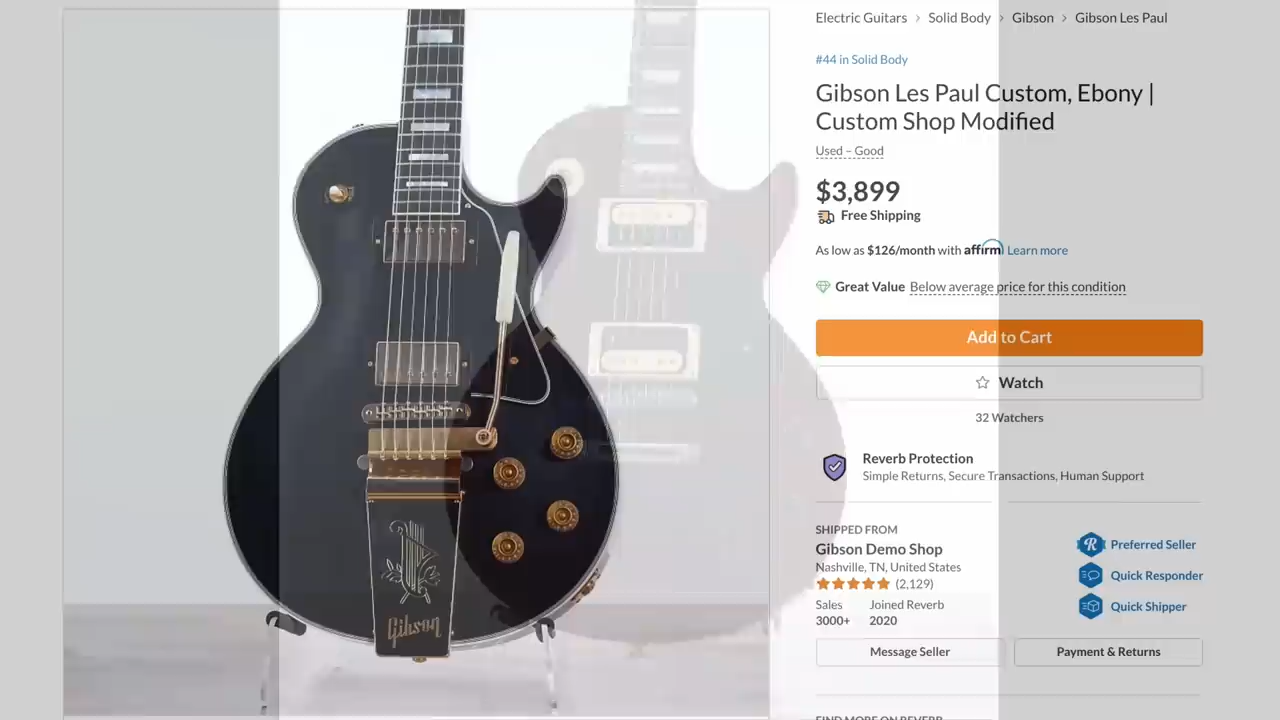 Electric Guitars > Solid Body > Gibson > Gibson Les Paul
#44 in Solid Body
Gibson Les Paul Custom, Ebony |
Custom Shop Modified
Used – Good
$3,899
Free Shipping
As low as $126/month with affirm Learn more
Great Value Below average price for this condition
Add to Cart
Watch
32 Watchers
Reverb Protection
Simple Returns, Secure Transactions, Human Support
SHIPPED FROM
Gibson Demo Shop
Nashville, TN, United States
(2,129)
Sales Joined Reverb
3000+ 2020
Preferred Seller
Quick Responder
Quick Shipper
Message Seller
Payment & Returns
FIND MORE ON REVERB
Gibson